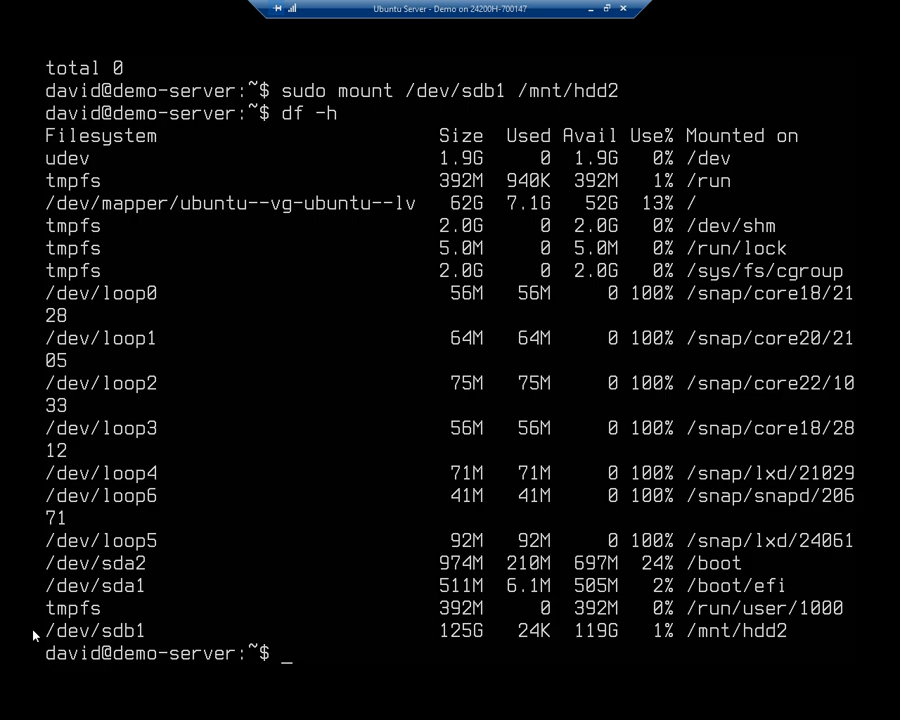 Ubuntu Server - Demo on 24200H-700147
total 0
david@demo-server:~$ sudo mount /dev/sdb1 /mnt/hdd2
david@demo-server:~$ df -h
Filesystem Size Used Avail Use% Mounted on
udev 1.9G 0 1.9G 0% /dev
tmpfs 392M 940K 392M 1% /run
/dev/mapper/ubuntu--vg-ubuntu--lv 62G 7.1G 52G 13% /
tmpfs 2.0G 0 2.0G 0% /dev/shm
tmpfs 5.0M 0 5.0M 0% /run/lock
tmpfs 2.0G 0 2.0G 0% /sys/fs/cgroup
/dev/loop0 56M 56M 0 100% /snap/core18/21
28
/dev/loop1 64M 64M 0 100% /snap/core20/21
05
/dev/loop2 75M 75M 0 100% /snap/core22/10
33
/dev/loop3 56M 56M 0 100% /snap/core18/28
12
/dev/loop4 71M 71M 0 100% /snap/lxd/21029
/dev/loop6 41M 41M 0 100% /snap/snapd/206
71
/dev/loop5 92M 92M 0 100% /snap/lxd/24061
/dev/sda2 974M 210M 697M 24% /boot
/dev/sda1 511M 6.1M 505M 2% /boot/efi
tmpfs 392M 0 392M 0% /run/user/1000
/dev/sdb1 125G 24K 119G 1% /mnt/hdd2
david@demo-server:~$ _